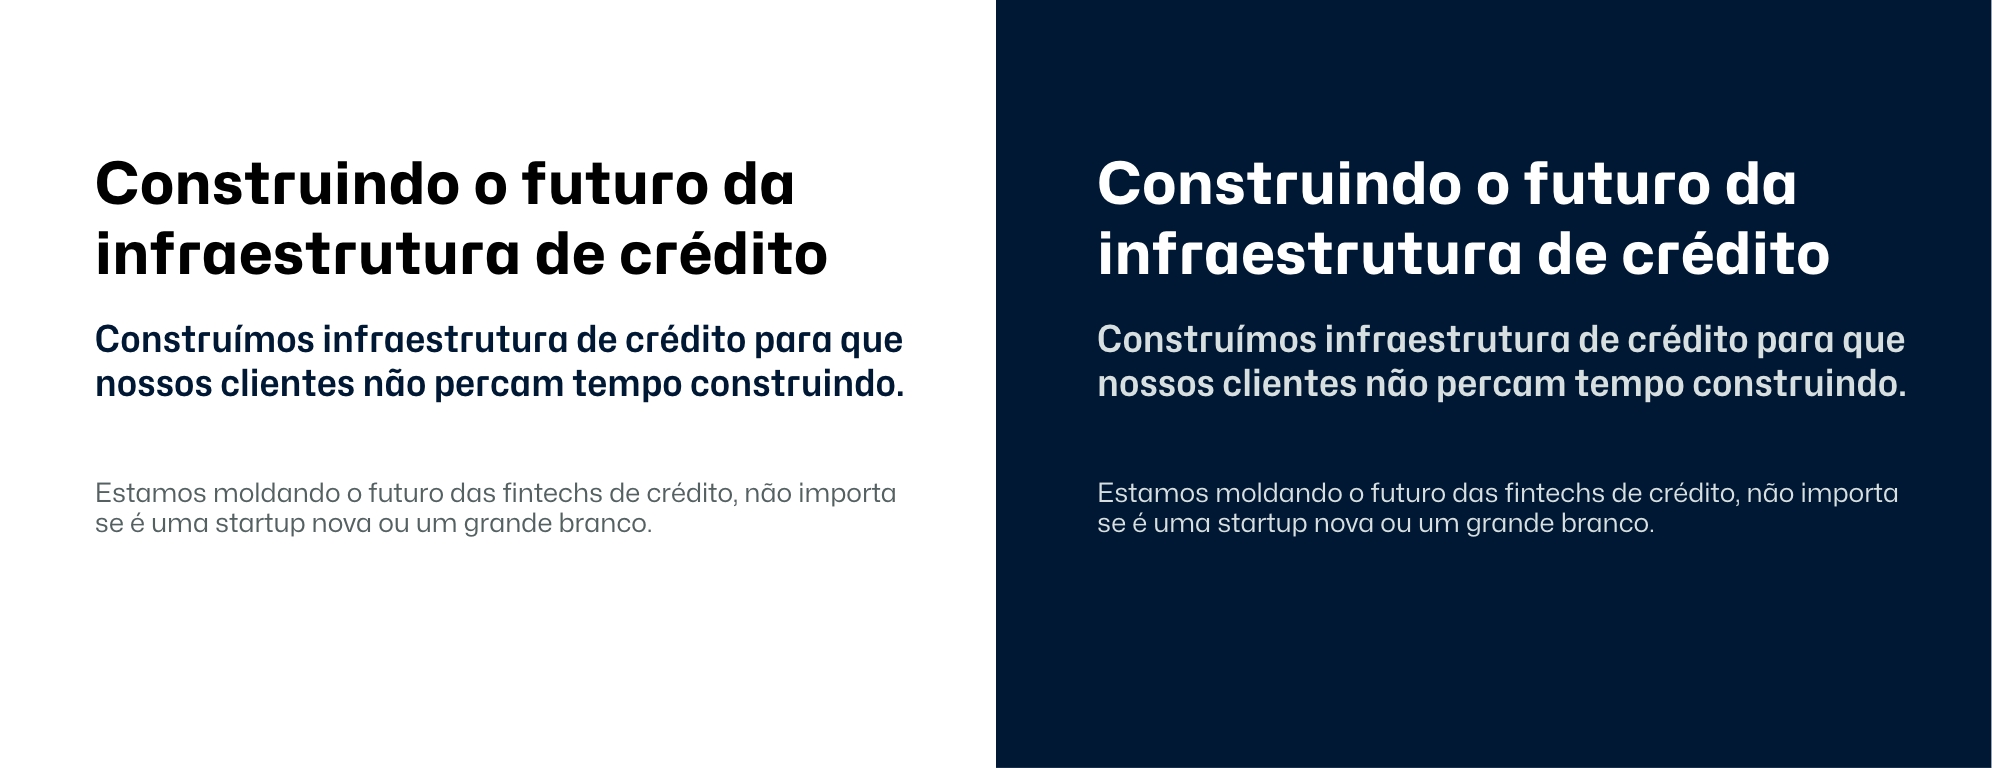 Construindo o futuro da
infraestrutura de crédito
Construímos infraestrutura de crédito para que
nossos clientes não percam tempo construindo.
Estamos moldando o futuro das fintechs de crédito, não importa
se é uma startup nova ou um grande branco.
Construindo o futuro da
infraestrutura de crédito
Construímos infraestrutura de crédito para que
nossos clientes não percam tempo construindo.
Estamos moldando o futuro das fintechs de crédito, não importa
se é uma startup nova ou um grande branco.